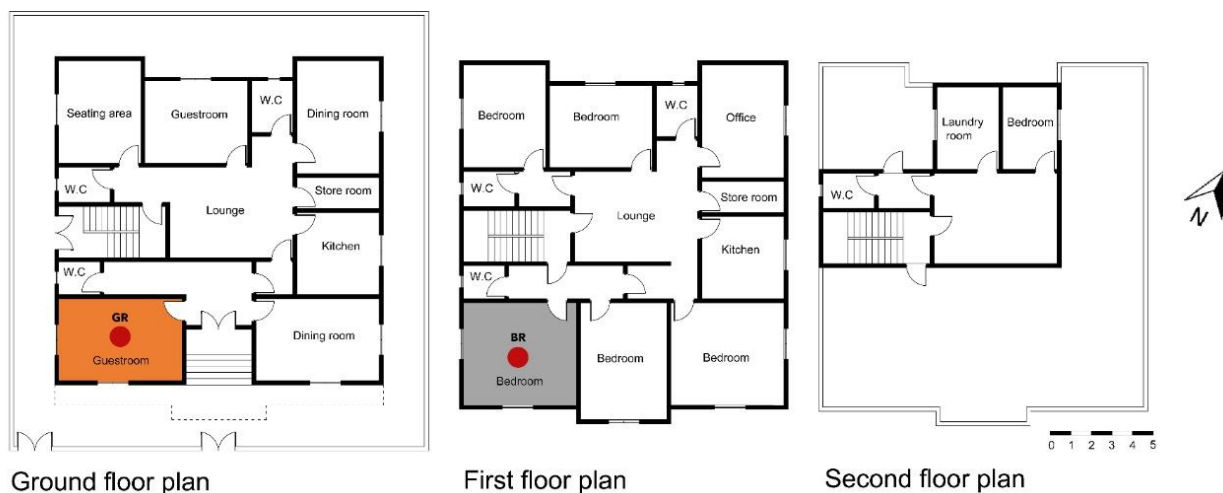 Seating area
Guestroom
W.C
Dining room
W.C
Lounge
Store room
Kitchen
W.C
GR
Guestroom
Dining room
Ground floor plan
Bedroom
Bedroom
W.C
Office
W.C
Lounge
Store room
Kitchen
W.C
BR
Bedroom
Bedroom
Bedroom
First floor plan
Laundry
room
Bedroom
W.C
N
0 1 2 3 4 5
Second floor plan